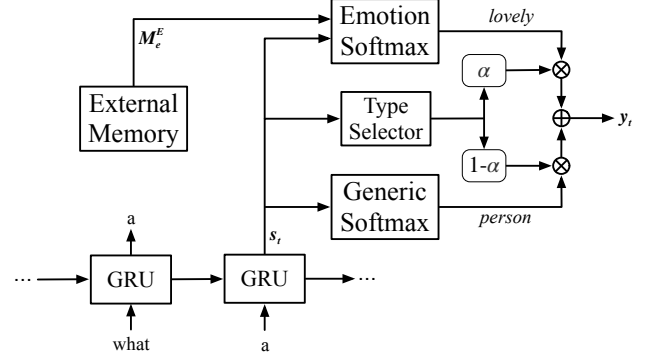 Emotion
Softmax
lovely
M_e^E
α
External
Memory
Type
Selector
y_t
1-α
Generic
Softmax
person
a
s_t
...
GRU
GRU
...
what
a